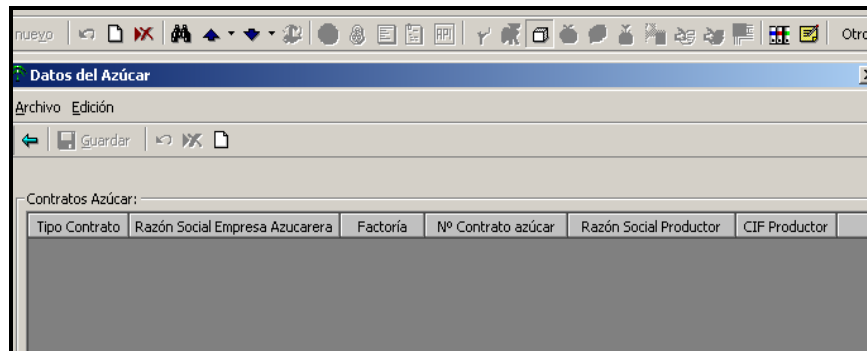 nuevo RPI Otro
Datos del Azúcar
Archivo Edición
Guardar
Contratos Azúcar:
Tipo Contrato Razón Social Empresa Azucarera Factoría Nº Contrato azúcar Razón Social Productor CIF Productor